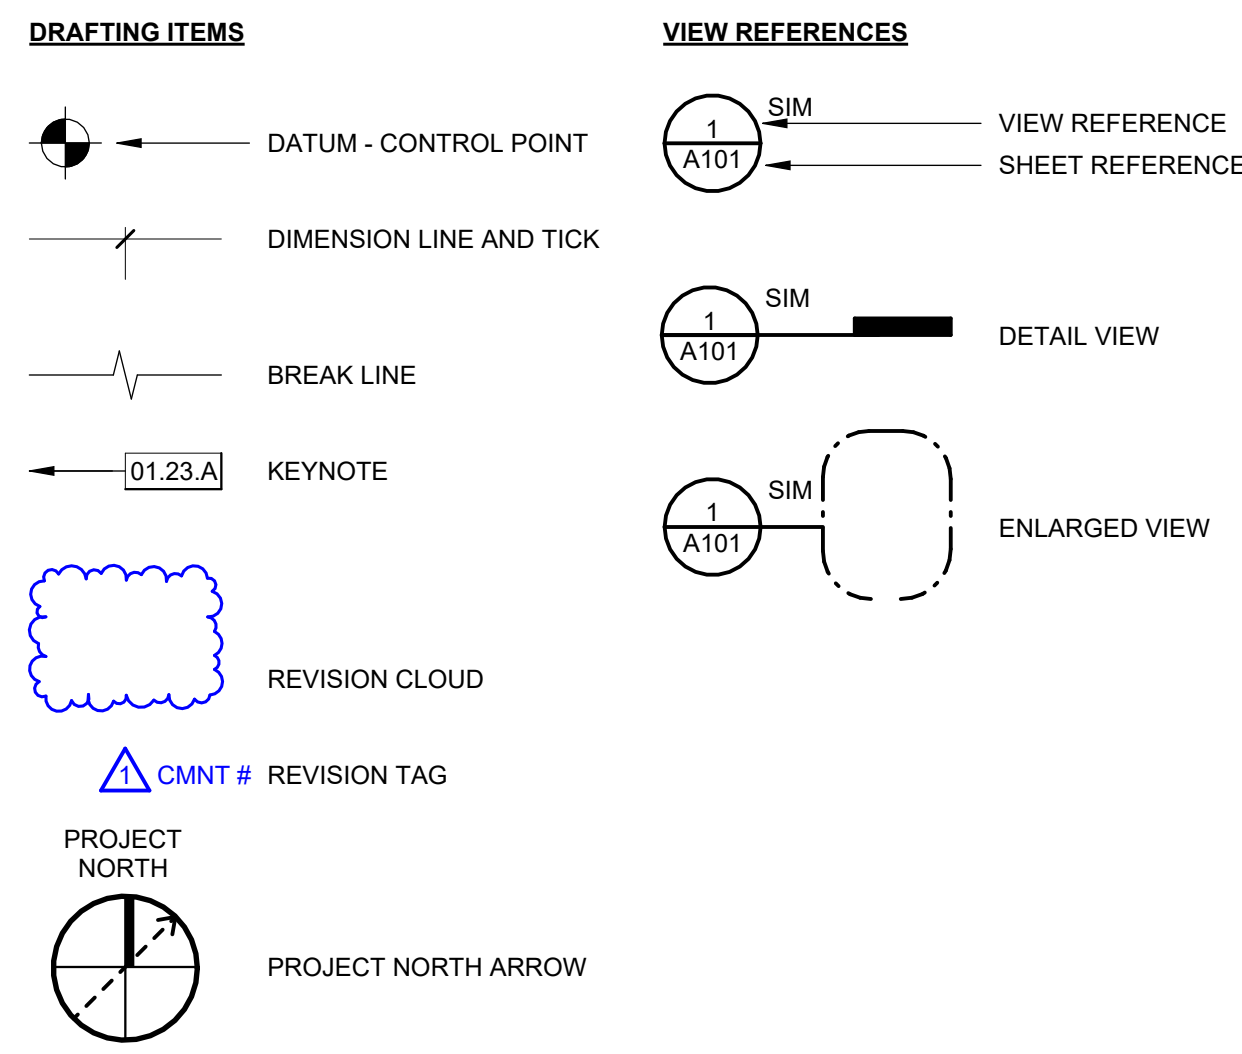 DRAFTING ITEMS
DATUM - CONTROL POINT
DIMENSION LINE AND TICK
BREAK LINE
01.23.A KEYNOTE
REVISION CLOUD
1 CMNT # REVISION TAG
PROJECT
NORTH
PROJECT NORTH ARROW
VIEW REFERENCES
SIM
1
A101
VIEW REFERENCE
SHEET REFERENCE
SIM
1
A101
DETAIL VIEW
SIM
1
A101
ENLARGED VIEW